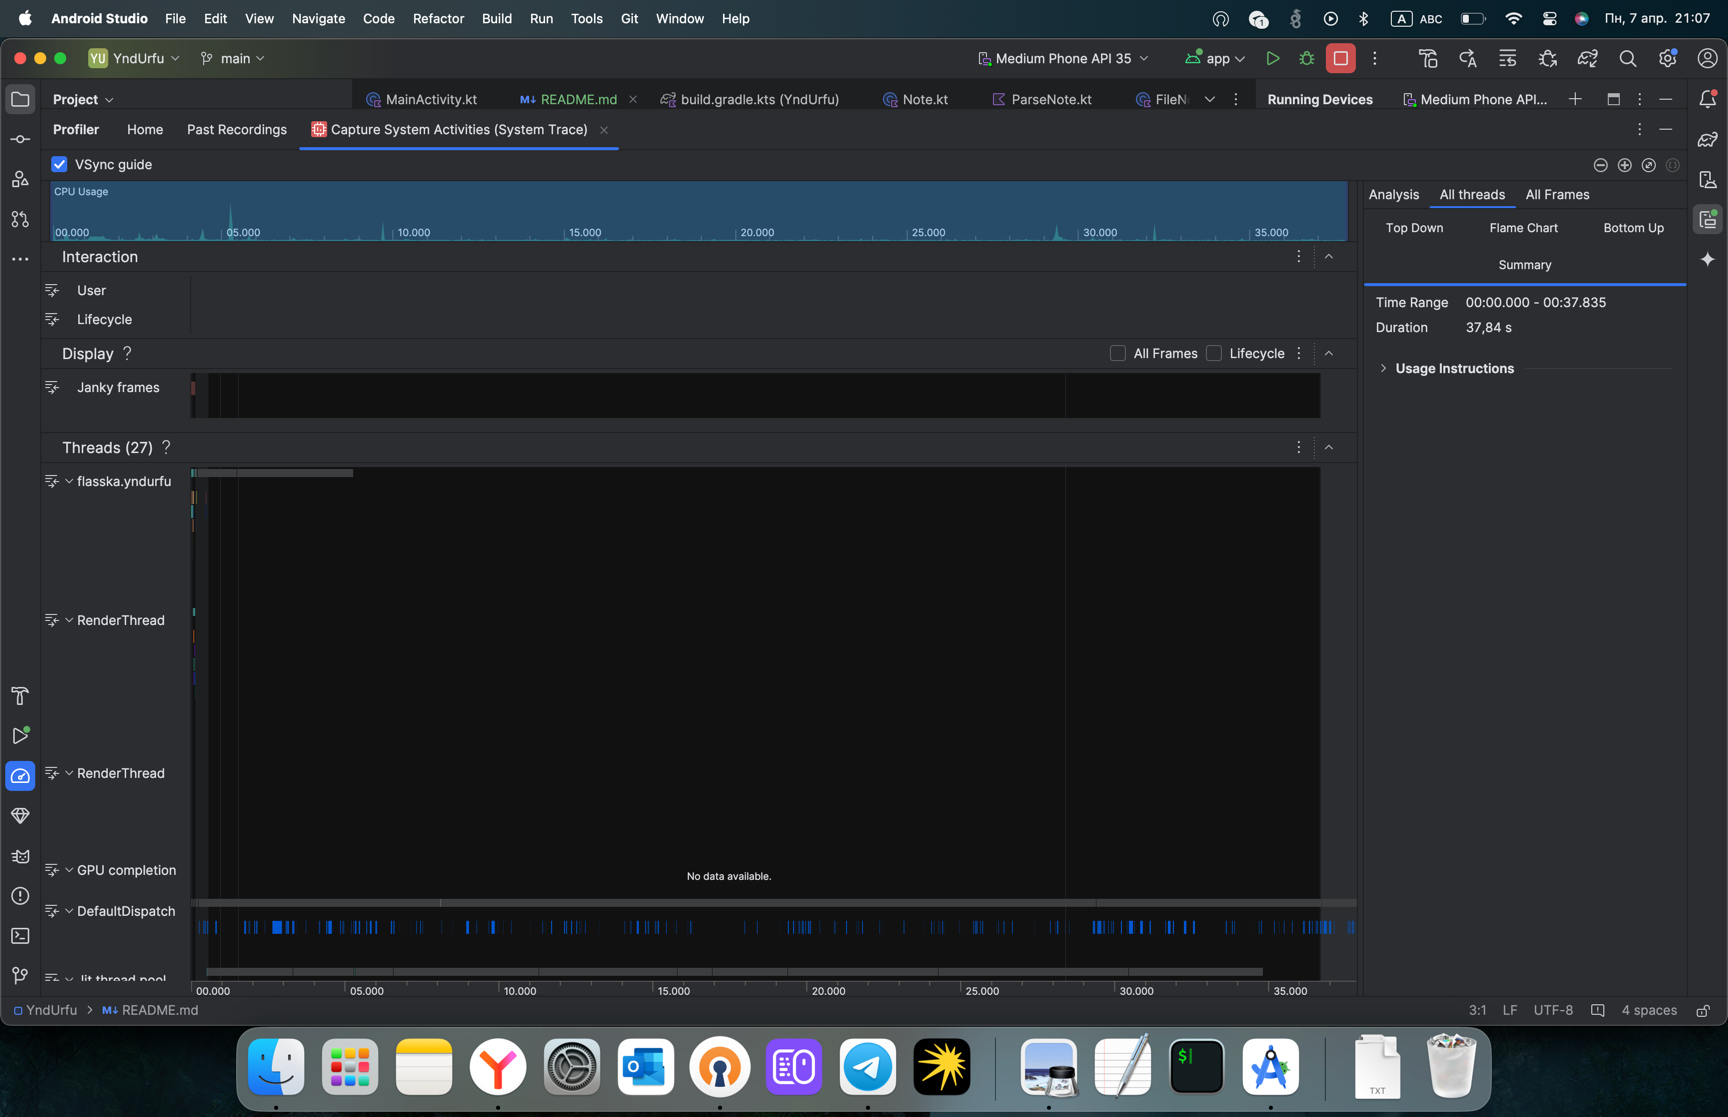 Android Studio File Edit View Navigate Code Refactor Build Run Tools Git Window Help
1 A ABC Пн, 7 апр. 21:07
YU YndUrfu main Medium Phone API 35 app
Project MainActivity.kt M↓ README.md build.gradle.kts (YndUrfu) Note.kt ParseNote.kt FileN Running Devices Medium Phone API...
Profiler Home Past Recordings Capture System Activities (System Trace)
VSync guide
CPU Usage
00.000 05.000 10.000 15.000 20.000 25.000 30.000 35.000
Analysis All threads All Frames
Top Down Flame Chart Bottom Up
Summary
Time Range 00:00.000 - 00:37.835
Duration 37,84 s
Usage Instructions
Interaction
User
Lifecycle
Display ? All Frames Lifecycle
Janky frames
Threads (27) ?
flasska.yndurfu
RenderThread
RenderThread
GPU completion
No data available.
DefaultDispatch
Jit thread pool
00.000 05.000 10.000 15.000 20.000 25.000 30.000 35.000
YndUrfu > M↓ README.md 3:1 LF UTF-8 4 spaces
$
TXT